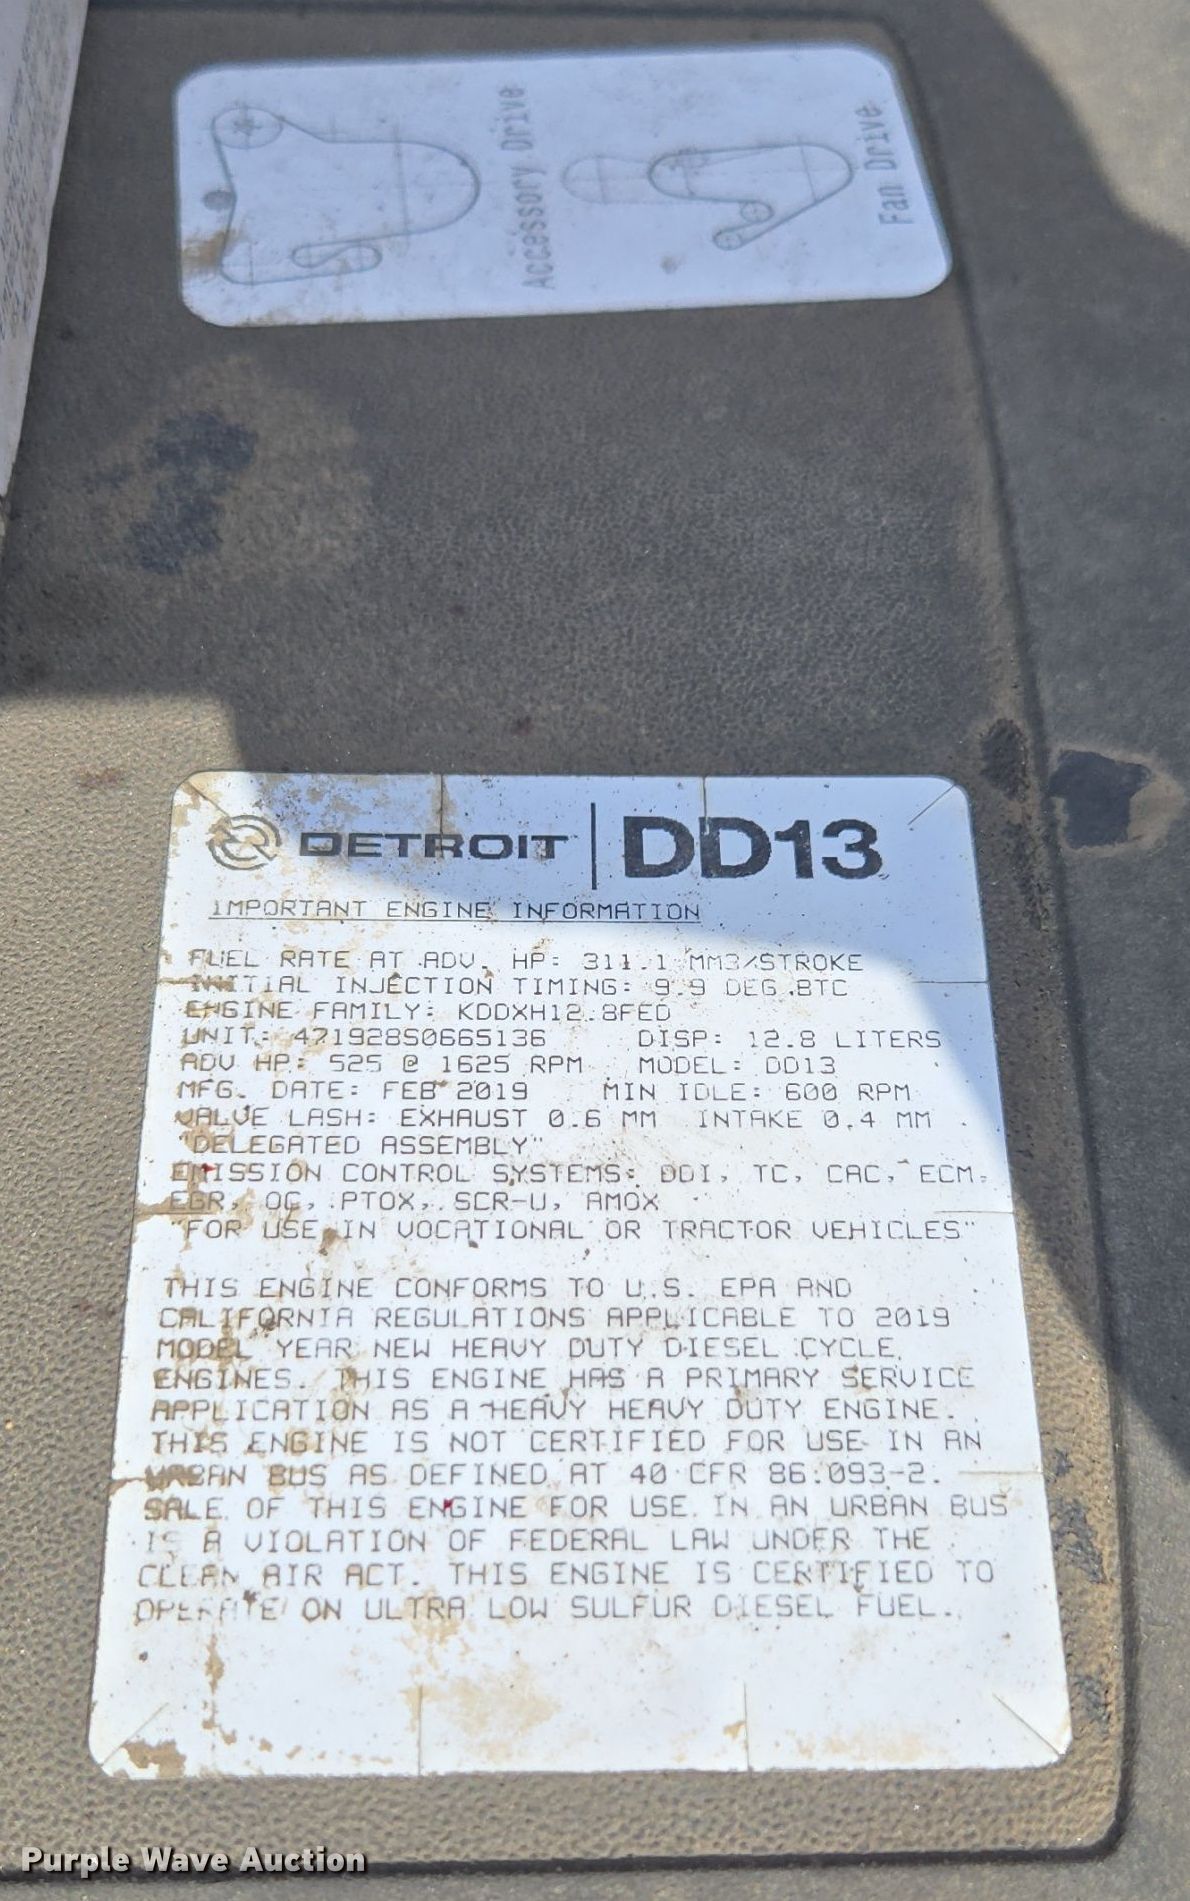 Accessory Drive
Fan Drive
DETROIT | DD13
IMPORTANT ENGINE INFORMATION
FUEL RATE AT ADV. HP: 311.1 MM3/STROKE
INITIAL INJECTION TIMING: 9.9 DEG.BTC
ENGINE FAMILY: KDDXH12.8FED
UNIT: 471928S0665136 DISP: 12.8 LITERS
ADV HP: 525 @ 1625 RPM MODEL: DD13
MFG. DATE: FEB 2019 MIN IDLE: 600 RPM
VALVE LASH: EXHAUST 0.6 MM INTAKE 0.4 MM
"DELEGATED ASSEMBLY"
EMISSION CONTROL SYSTEMS: DDI, TC, CAC, ECM,
EGR, OC, PTOX, SCR-U, AMOX
"FOR USE IN VOCATIONAL OR TRACTOR VEHICLES"
THIS ENGINE CONFORMS TO U.S. EPA AND
CALIFORNIA REGULATIONS APPLICABLE TO 2019
MODEL YEAR NEW HEAVY DUTY DIESEL CYCLE
ENGINES. THIS ENGINE HAS A PRIMARY SERVICE
APPLICATION AS A HEAVY HEAVY DUTY ENGINE.
THIS ENGINE IS NOT CERTIFIED FOR USE IN AN
URBAN BUS AS DEFINED AT 40 CFR 86.093-2.
SALE OF THIS ENGINE FOR USE IN AN URBAN BUS
IS A VIOLATION OF FEDERAL LAW UNDER THE
CLEAN AIR ACT. THIS ENGINE IS CERTIFIED TO
OPERATE ON ULTRA LOW SULFUR DIESEL FUEL.
Purple Wave Auction